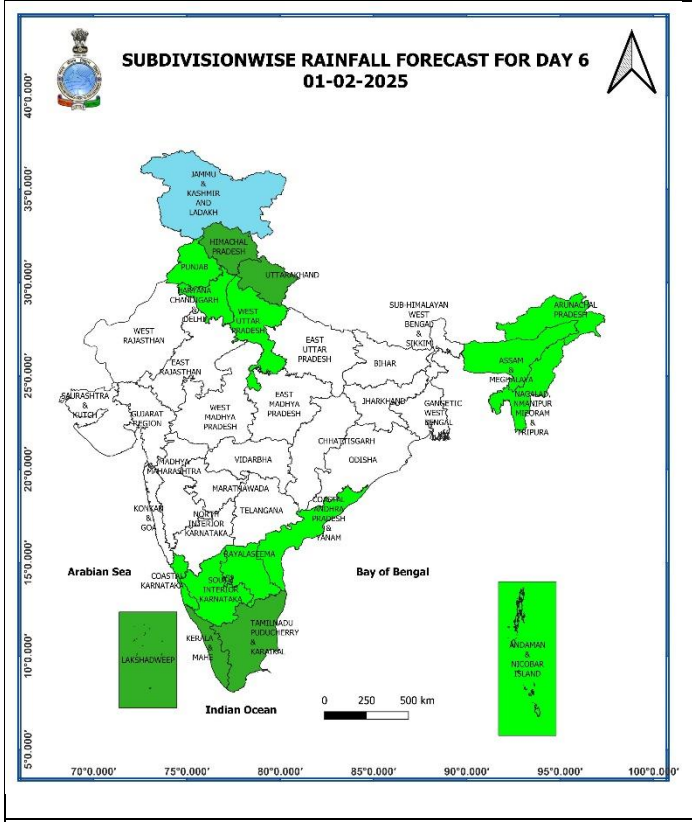 SUBDIVISIONWISE RAINFALL FORECAST FOR DAY 6
01-02-2025
40°0.000'
35°0.000'
30°0.000'
25°0.000'
20°0.000'
15°0.000'
10°0.000'
5°0.000'
JAMMU
&
KASHMIR
AND
LADAKH
HIMACHAL
PRADESH
PUNJAB
UTTARAKHAND
HARYANA
CHANDIGARH
&
DELHI
WEST
UTTAR
PRADESH
SUB-HIMALAYAN
WEST
BENGAL
&
SIKKIM
ARUNACHAL
PRADESH
WEST
RAJASTHAN
EAST
RAJASTHAN
EAST
UTTAR
PRADESH
BIHAR
ASSAM
&
MEGHALAYA
NAGALAD,
NMANIPUR
MIZORAM
&
TRIPURA
SAURASHTRA
&
KUTCH
GUJARAT
REGION
WEST
MADHYA
PRADESH
EAST
MADHYA
PRADESH
JHARKHAND
GANGETIC
WEST
BENGAL
CHHATTISGARH
MADHYA
MAHARASHTRA
VIDARBHA
ODISHA
MARATHAWADA
KONKAN
&
GOA
NORTH
INTERIOR
KARNATAKA
TELANGANA
COASTAL
ANDHRA
PRADESH
&
YANAM
RAYALASEEMA
Arabian Sea
COASTAL
KARNATAKA
SOUTH
INTERIOR
KARNATAKA
Bay of Bengal
LAKSHADWEEP
KERALA
&
MAHE
TAMILNADU
PUDUCHERRY
&
KARAIKAL
ANDAMAN
&
NICOBAR
ISLAND
Indian Ocean
0 250 500 km
70°0.000' 75°0.000' 80°0.000' 85°0.000' 90°0.000' 95°0.000' 100°0.000'